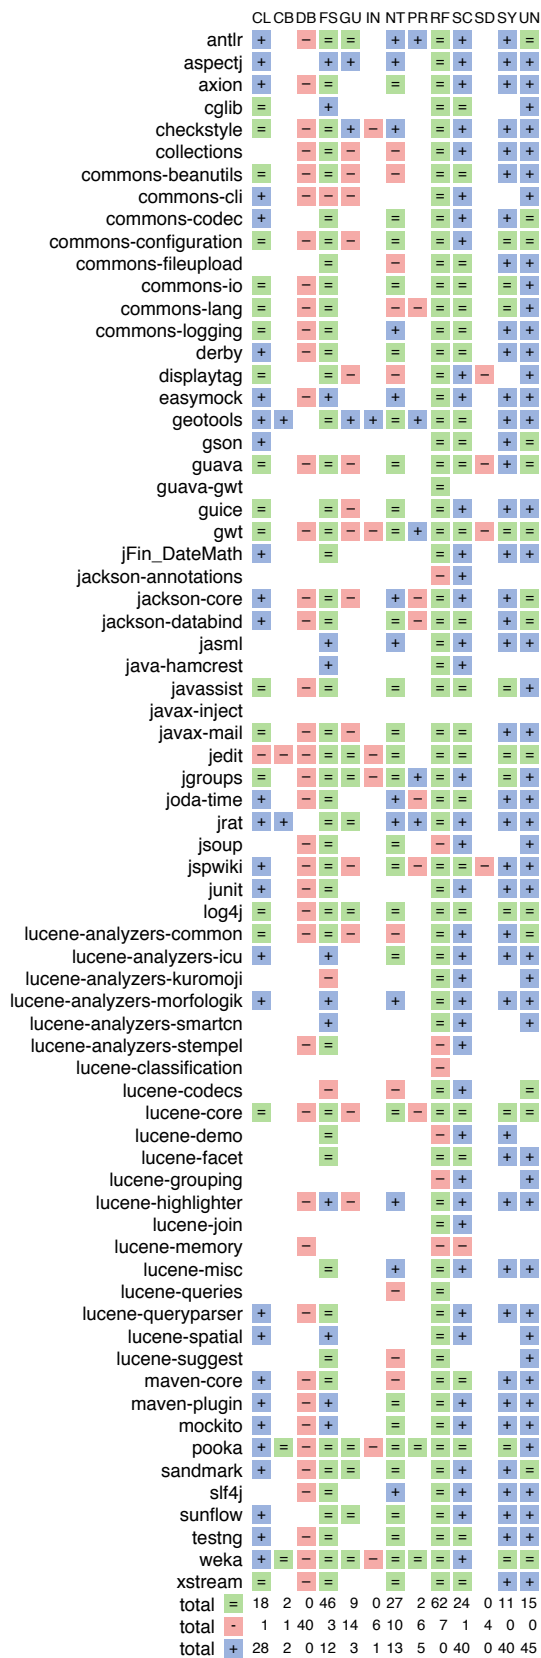 CL CB DB FS GU IN NT PR RF SC SD SY UN
antlr + − = = + + = + + =
aspectj + + + + = + + +
axion + − = = = + + +
cglib = + = = +
checkstyle = − = + − + = + + +
collections − = − − = + + +
commons-beanutils = − = − − = = + +
commons-cli + − − − = + +
commons-codec + = = = + + =
commons-configuration = − = − = = + = =
commons-fileupload = − = = + +
commons-io = − = = = = = +
commons-lang = − = − − = = = +
commons-logging = − = + = = + +
derby + − = = = = + +
displaytag = = − − = + − +
easymock + − + + = + + +
geotools + + = + + = + = = + +
gson + = = + =
guava = − = − = = = − + =
guava-gwt =
guice = = − = = + + +
gwt = − = − − = + = = − = =
jFin_DateMath + = = + + +
jackson-annotations − +
jackson-core + − = − + − = + + =
jackson-databind + − = = − = = + =
jasml + + = + + +
java-hamcrest + = +
javassist = − = = = = = +
javax-inject
javax-mail = − = − = = = + +
jedit − − − = = − = = = = =
jgroups = − = = − = + = + = +
joda-time + − = + − = = + +
jrat + + = = + + = + + +
jsoup − = = − + +
jspwiki + − = − = − = = − + +
junit + − = = + + +
log4j = − = = = = = = =
lucene-analyzers-common = − = − − = + + =
lucene-analyzers-icu + + = = + + +
lucene-analyzers-kuromoji − = + +
lucene-analyzers-morfologik + + + = + + +
lucene-analyzers-smartcn + = + +
lucene-analyzers-stempel − = − +
lucene-classification −
lucene-codecs − − = + =
lucene-core = − = − = − = = = =
lucene-demo = − + +
lucene-facet = = = + +
lucene-grouping − + +
lucene-highlighter − + − + = + + +
lucene-join = +
lucene-memory − − −
lucene-misc = + = + + +
lucene-queries − =
lucene-queryparser + − = = + + +
lucene-spatial + + = + +
lucene-suggest = − = +
maven-core + − = − = = + +
maven-plugin + − + = = + + +
mockito + − + = = + + +
pooka + = − = = − = = = = = +
sandmark + − = = = = + + =
slf4j − = + = + + +
sunflow + = = = = + + +
testng + − = = = = + +
weka + = − = = − = = = + = =
xstream = − = = = = + +
total = 18 2 0 46 9 0 27 2 62 24 0 11 15
total - 1 1 40 3 14 6 10 6 7 1 4 0 0
total + 28 2 0 12 3 1 13 5 0 40 0 40 45